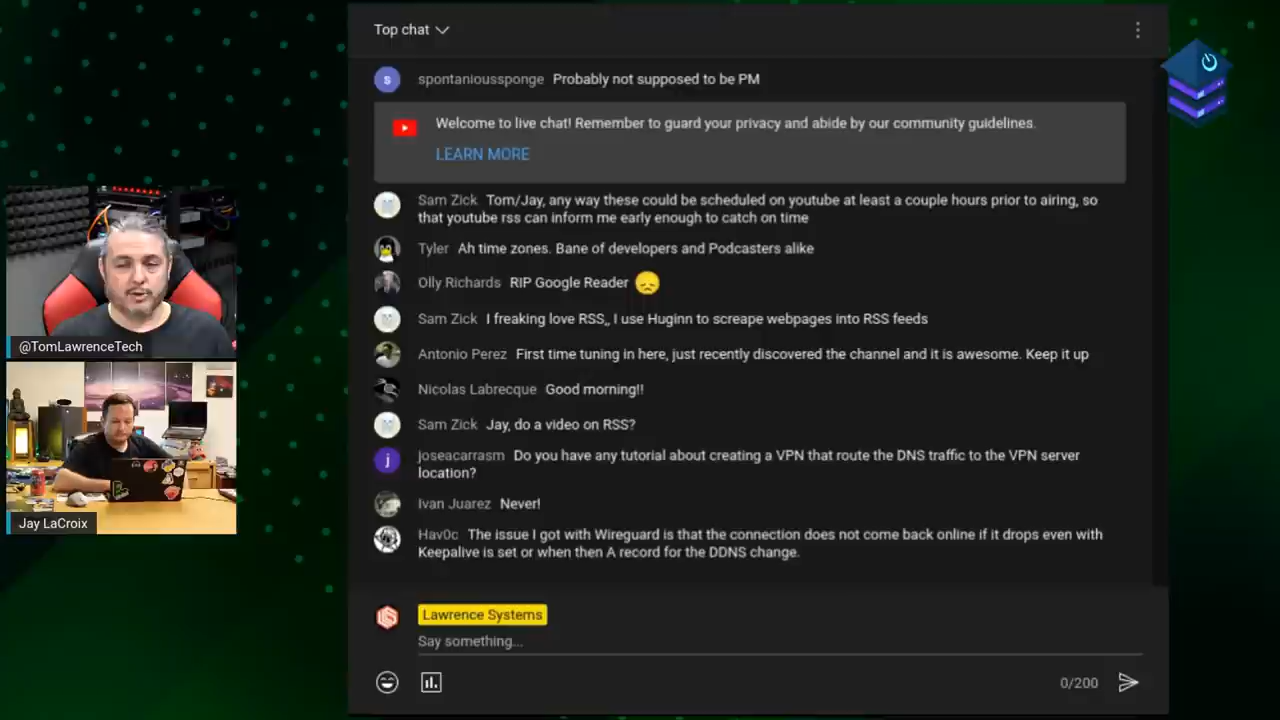 Top chat
s
spontanioussponge Probably not supposed to be PM
Welcome to live chat! Remember to guard your privacy and abide by our community guidelines.
LEARN MORE
Sam Zick Tom/Jay, any way these could be scheduled on youtube at least a couple hours prior to airing, so
that youtube rss can inform me early enough to catch on time
Tyler Ah time zones. Bane of developers and Podcasters alike
Olly Richards RIP Google Reader 😞
Sam Zick I freaking love RSS,, I use Huginn to screape webpages into RSS feeds
Antonio Perez First time tuning in here, just recently discovered the channel and it is awesome. Keep it up
Nicolas Labrecque Good morning!!
Sam Zick Jay, do a video on RSS?
j
joseacarrasm Do you have any tutorial about creating a VPN that route the DNS traffic to the VPN server
location?
Ivan Juarez Never!
Hav0c The issue I got with Wireguard is that the connection does not come back online if it drops even with
Keepalive is set or when then A record for the DDNS change.
Lawrence Systems
Say something...
0/200
@TomLawrenceTech
Jay LaCroix